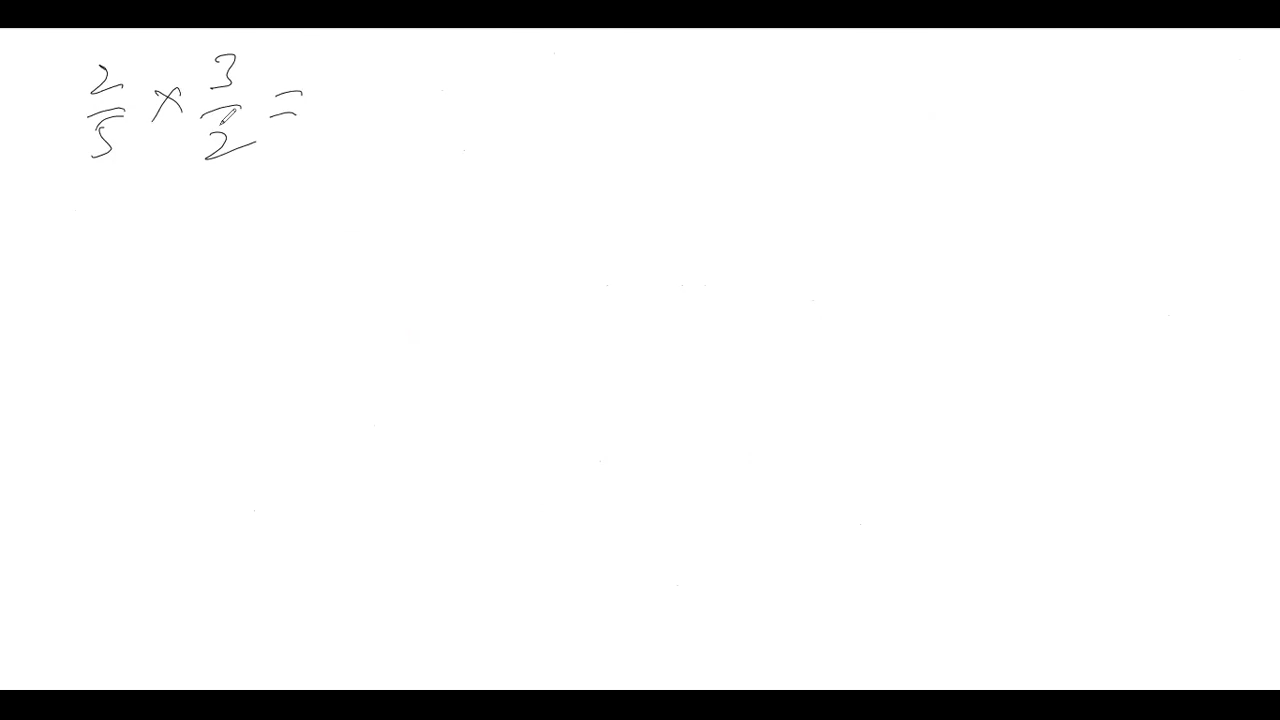 2/5 × 3/2 =